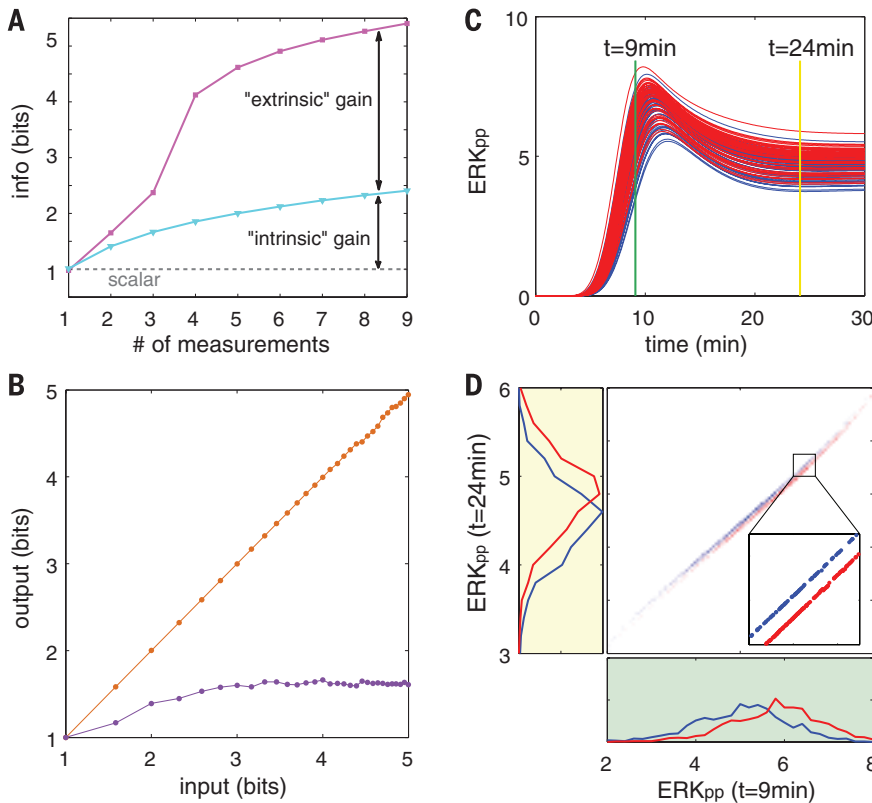 A
info (bits)
5
4
3
2
1
"extrinsic" gain
"intrinsic" gain
scalar
1 2 3 4 5 6 7 8 9
# of measurements
B
output (bits)
5
4
3
2
1
1 2 3 4 5
input (bits)
C
ERKpp
10
5
0
t=9min
t=24min
0 10 20 30
time (min)
D
ERKpp (t=24min)
6
5
4
3
2 4 6 8
ERKpp (t=9min)